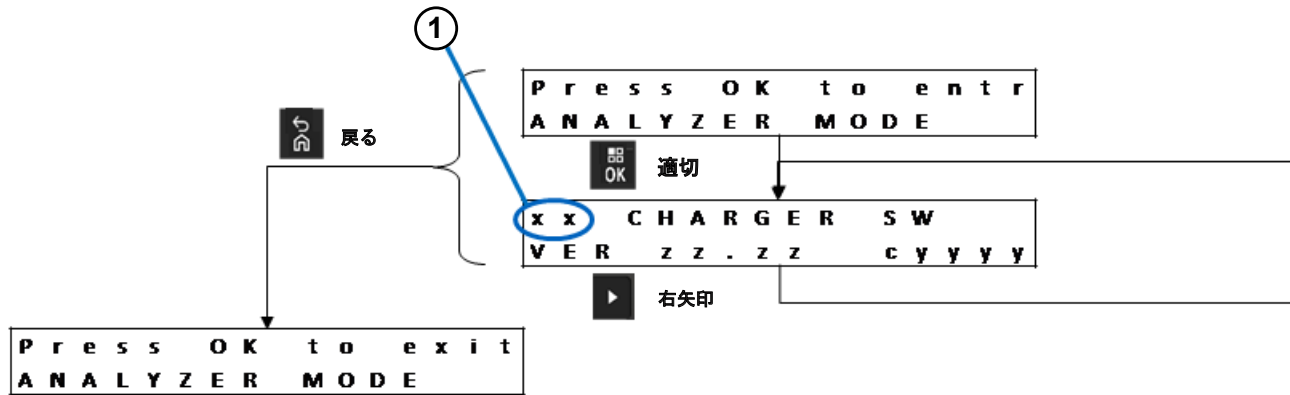 1
Press OK to entr
ANALYZER MODE
戻る
OK 適切
xx CHARGER SW
VER zz.zz cyyyy
右矢印
Press OK to exit
ANALYZER MODE